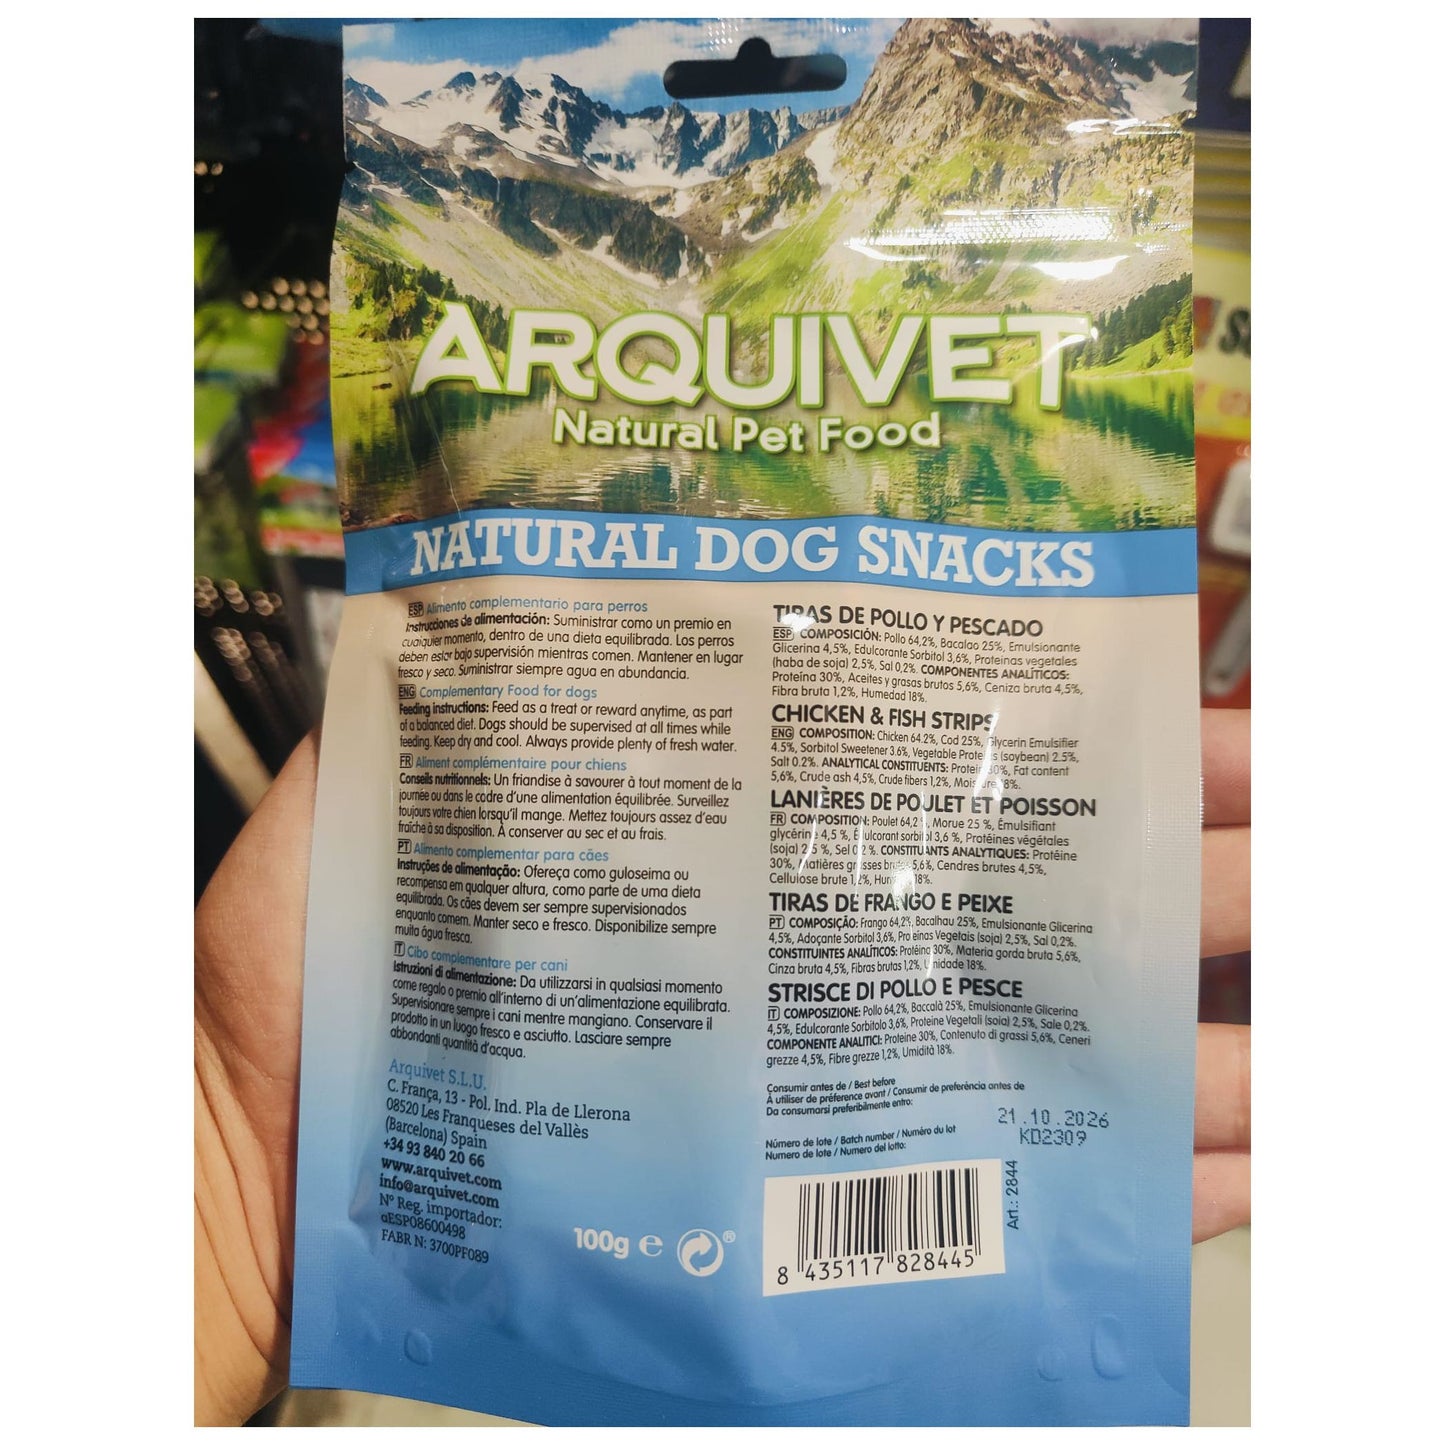 ARQUIVET
Natural Pet Food
NATURAL DOG SNACKS
ESP Alimento complementario para perros
Instrucciones de alimentación: Suministrar como un premio en
cualquier momento, dentro de una dieta equilibrada. Los perros
deben estar bajo supervisión mientras comen. Mantener en lugar
fresco y seco. Suministrar siempre agua en abundancia.
ENG Complementary Food for dogs
Feeding instructions: Feed as a treat or reward anytime, as part
of a balanced diet. Dogs should be supervised at all times while
feeding. Keep dry and cool. Always provide plenty of fresh water.
FR Aliment complémentaire pour chiens
Conseils nutritionnels: Un friandise à savourer à tout moment de la
journée ou dans le cadre d'une alimentation équilibrée. Surveillez
toujours votre chien lorsqu'il mange. Mettez toujours assez d'eau
fraîche à sa disposition. À conserver au sec et au frais.
PT Alimento complementar para cães
Instruções de alimentação: Ofereça como guloseima ou
recompensa em qualquer altura, como parte de uma dieta
equilibrada. Os cães devem ser sempre supervisionados
enquanto comem. Manter seco e fresco. Disponibilize sempre
muita água fresca.
IT Cibo complementare per cani
Istruzioni di alimentazione: Da utilizzarsi in qualsiasi momento
come regalo o premio all'interno di un'alimentazione equilibrata.
Supervisionare sempre i cani mentre mangiano. Conservare il
prodotto in un luogo fresco e asciutto. Lasciare sempre
abbondanti quantità d'acqua.
Arquivet S.L.U.
C. França, 13 - Pol. Ind. Pla de Llerona
08520 Les Franqueses del Vallès
(Barcelona) Spain
+34 93 840 20 66
www.arquivet.com
info@arquivet.com
Nº Reg. importador:
αESP08600498
FABR N: 3700PF089
100g e ®
TIRAS DE POLLO Y PESCADO
ESP COMPOSICIÓN: Pollo 64,2%, Bacalao 25%, Emulsionante
Glicerina 4,5%, Edulcorante Sorbitol 3,6%, Proteinas vegetales
(haba de soja) 2,5%, Sal 0,2%. COMPONENTES ANALÍTICOS:
Proteína 30%, Aceites y grasas brutos 5,6%, Ceniza bruta 4,5%,
Fibra bruta 1,2%, Humedad 18%.
CHICKEN & FISH STRIPS
ENG COMPOSITION: Chicken 64.2%, Cod 25%, Glycerin Emulsifier
4.5%, Sorbitol Sweetener 3.6%, Vegetable Proteins (soybean) 2.5%,
Salt 0.2%. ANALYTICAL CONSTITUENTS: Protein 30%, Fat content
5,6%, Crude ash 4,5%, Crude fibers 1,2%, Moisture 18%.
LANIÈRES DE POULET ET POISSON
FR COMPOSITION: Poulet 64,2 %, Morue 25 %, Émulsifiant
glycérine 4,5 %, Édulcorant sorbitol 3,6 %, Protéines végétales
(soja) 2,5 %, Sel 0,2 %. CONSTITUANTS ANALYTIQUES: Protéine
30%, Matières grasses brutes 5,6%, Cendres brutes 4,5%,
Cellulose brute 1,2%, 18%.
TIRAS DE FRANGO E PEIXE
PT COMPOSIÇÃO: Frango 64,2%, Bacalhau 25%, Emulsionante Glicerina
4,5%, Adoçante Sorbitol 3,6%, Proteinas Vegetais (soja) 2,5%, Sal 0,2%.
CONSTITUINTES ANALÍTICOS: Protéina 30%, Materia gorda bruta 5,6%,
Cinza bruta 4,5%, Fibras brutas 1,2%, Umidade 18%.
STRISCE DI POLLO E PESCE
IT COMPOSIZIONE: Pollo 64,2%, Baccalà 25%, Emulsionante Glicerina
4,5%, Edulcorante Sorbitolo 3,6%, Proteine Vegetali (soia) 2,5%, Sale 0,2%.
COMPONENTE ANALITICI: Proteine 30%, Contenuto di grassi 5,6%, Ceneri
grezze 4,5%, Fibre grezze 1,2%, Umidità 18%.
Consumir antes de / Best before
À utiliser de préference avant / Consumir de preferência antes de
Da consumarsi preferibilmente entro:
21.10.2026
KD2309
Número de lote / Batch number / Numéro du lot
Numero de lote / Numero del lotto:
Art.: 2844
8 435117 828445